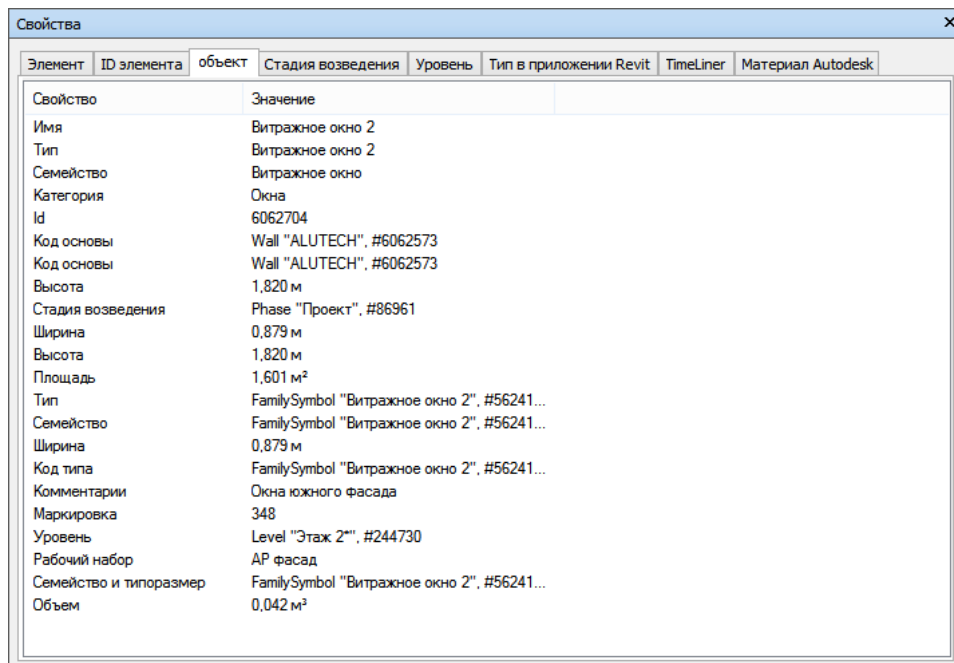 Свойства
Элемент ID элемента объект Стадия возведения Уровень Тип в приложении Revit TimeLiner Материал Autodesk
Свойство Значение
Имя Витражное окно 2
Тип Витражное окно 2
Семейство Витражное окно
Категория Окна
Id 6062704
Код основы Wall "ALUTECH", #6062573
Код основы Wall "ALUTECH", #6062573
Высота 1,820 м
Стадия возведения Phase "Проект", #86961
Ширина 0,879 м
Высота 1,820 м
Площадь 1,601 м²
Тип FamilySymbol "Витражное окно 2", #56241...
Семейство FamilySymbol "Витражное окно 2", #56241...
Ширина 0,879 м
Код типа FamilySymbol "Витражное окно 2", #56241...
Комментарии Окна южного фасада
Маркировка 348
Уровень Level "Этаж 2*", #244730
Рабочий набор АР фасад
Семейство и типоразмер FamilySymbol "Витражное окно 2", #56241...
Объем 0,042 м³